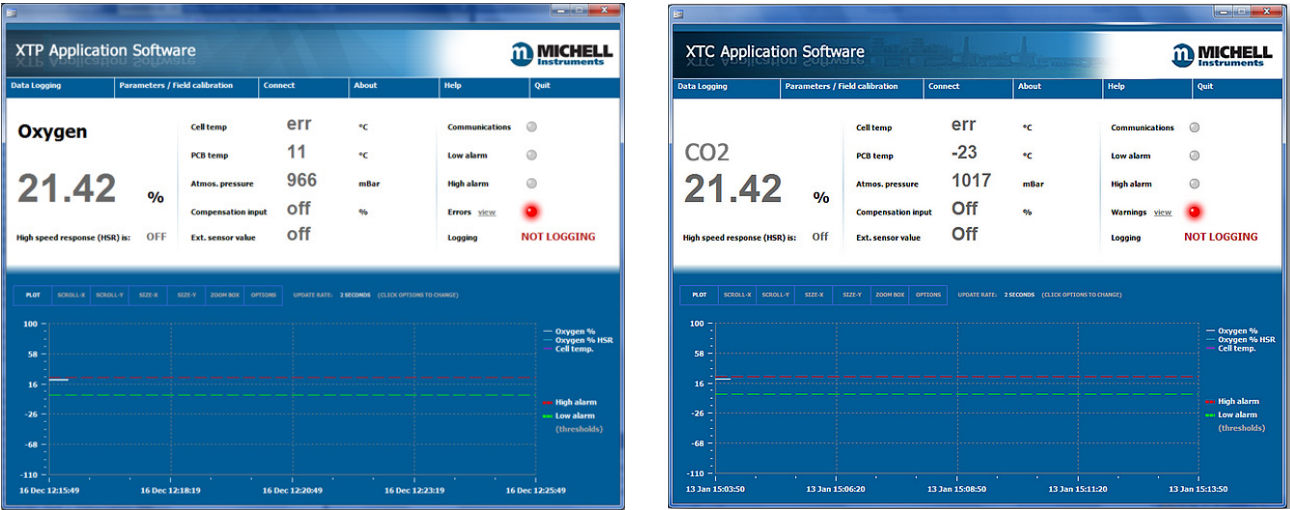 XTP Application Software
MICHELL
Instruments
Data Logging Parameters / Field calibration Connect About Help Quit
Oxygen
21.42 %
High speed response (HSR) is: OFF
Cell temp err °C
PCB temp 11 °C
Atmos. pressure 966 mBar
Compensation input off %
Ext. sensor value off
Communications
Low alarm
High alarm
Errors view
Logging NOT LOGGING
PLOT SCROLL-X SCROLL-Y SIZE-X SIZE-Y ZOOM BOX OPTIONS UPDATE RATE: 2 SECONDS (CLICK OPTIONS TO CHANGE)
100
58
16
-26
-68
-110
16 Dec 12:15:49 16 Dec 12:18:19 16 Dec 12:20:49 16 Dec 12:23:19 16 Dec 12:25:49
Oxygen %
Oxygen % HSR
Cell temp.
High alarm
Low alarm
(thresholds)
XTC Application Software
MICHELL
Instruments
Data Logging Parameters / Field calibration Connect About Help Quit
CO2
21.42 %
High speed response (HSR) is: Off
Cell temp err °C
PCB temp -23 °C
Atmos. pressure 1017 mBar
Compensation input Off %
Ext. sensor value Off
Communications
Low alarm
High alarm
Warnings view
Logging NOT LOGGING
PLOT SCROLL-X SCROLL-Y SIZE-X SIZE-Y ZOOM BOX OPTIONS UPDATE RATE: 2 SECONDS (CLICK OPTIONS TO CHANGE)
100
58
16
-26
-68
-110
13 Jan 15:03:50 13 Jan 15:06:20 13 Jan 15:08:50 13 Jan 15:11:20 13 Jan 15:13:50
Oxygen %
Oxygen % HSR
Cell temp.
High alarm
Low alarm
(thresholds)